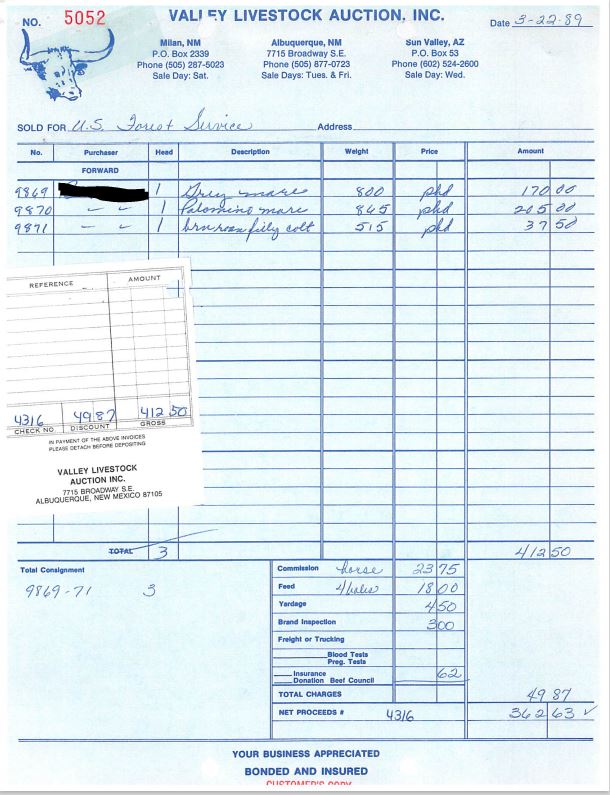 NO. 5052
VALLEY LIVESTOCK AUCTION, INC.
Date 3-22-89
Milan, NM
P.O. Box 2339
Phone (505) 287-5023
Sale Day: Sat.
Albuquerque, NM
7715 Broadway S.E.
Phone (505) 877-0723
Sale Days: Tues. & Fri.
Sun Valley, AZ
P.O. Box 53
Phone (602) 524-2600
Sale Day: Wed.
SOLD FOR U.S. Forest Service Address
No. Purchaser Head Description Weight Price Amount
FORWARD
9869 1 Grey mare 800 phd 170 00
9870 – – 1 Palomino mare 865 phd 205 00
9871 – – 1 brn roan filly colt 515 phd 37 50
REFERENCE AMOUNT
4316 49 87 412 50
CHECK NO DISCOUNT GROSS
IN PAYMENT OF THE ABOVE INVOICES
PLEASE DETACH BEFORE DEPOSITING
VALLEY LIVESTOCK
AUCTION INC.
7715 BROADWAY S.E.
ALBUQUERQUE, NEW MEXICO 87105
TOTAL 3 412 50
Total Consignment
9869-71 3
Commission horse 23 75
Feed 4 bales 18 00
Yardage 4 50
Brand Inspection 3 00
Freight or Trucking
Blood Tests
Preg. Tests
Insurance
Donation Beef Council 62
TOTAL CHARGES 49 87
NET PROCEEDS # 4316 362 63 ✓
YOUR BUSINESS APPRECIATED
BONDED AND INSURED
CUSTOMER'S COPY